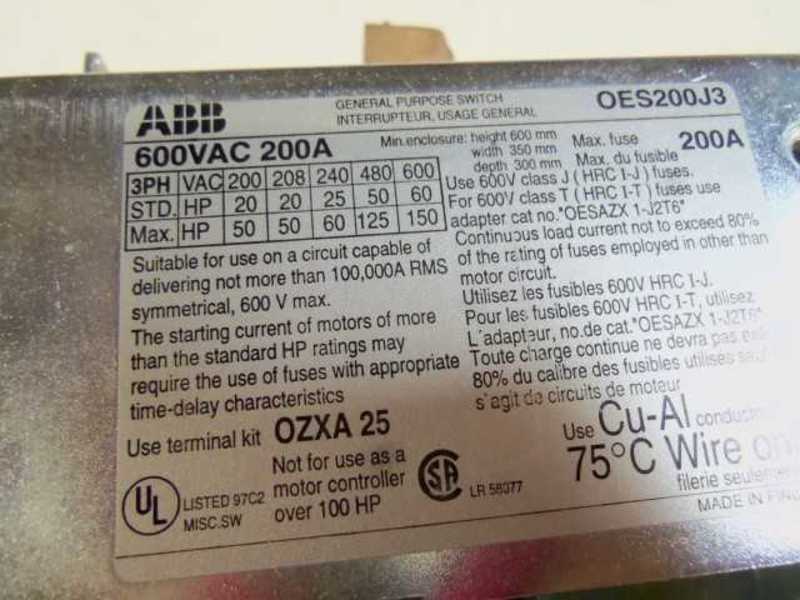 ABB
GENERAL PURPOSE SWITCH
INTERRUPTEUR, USAGE GENERAL
OES200J3
600VAC 200A
Min.enclosure: height 600 mm
width 350 mm
depth 300 mm
Max. fuse
Max. du fusible
200A
3PH VAC 200 208 240 480 600
STD. HP 20 20 25 50 60
Max. HP 50 50 60 125 150
Suitable for use on a circuit capable of
delivering not more than 100,000A RMS
symmetrical, 600 V max.
The starting current of motors of more
than the standard HP ratings may
require the use of fuses with appropriate
time-delay characteristics
Use terminal kit OZXA 25
UL
LISTED 97C2
MISC.SW
Not for use as a
motor controller
over 100 HP
Use 600V class J (HRC I-J) fuses.
For 600V class T (HRC I-T) fuses use
adapter cat no."OESAZX 1-J2T6"
Continuous load current not to exceed 80%
of the rating of fuses employed in other than
motor circuit.
Utilisez les fusibles 600V HRC I-J.
Pour les fusibles 600V HRC I-T, utilisez
L'adapteur, no.de cat."OESAZX 1-J2T6"
Toute charge continue ne devra pas
80% du calibre des fusibles utilises
s'agit de circuits de moteur
SA
LR 58077
Use Cu-Al
75°C Wire
filerie
MADE IN